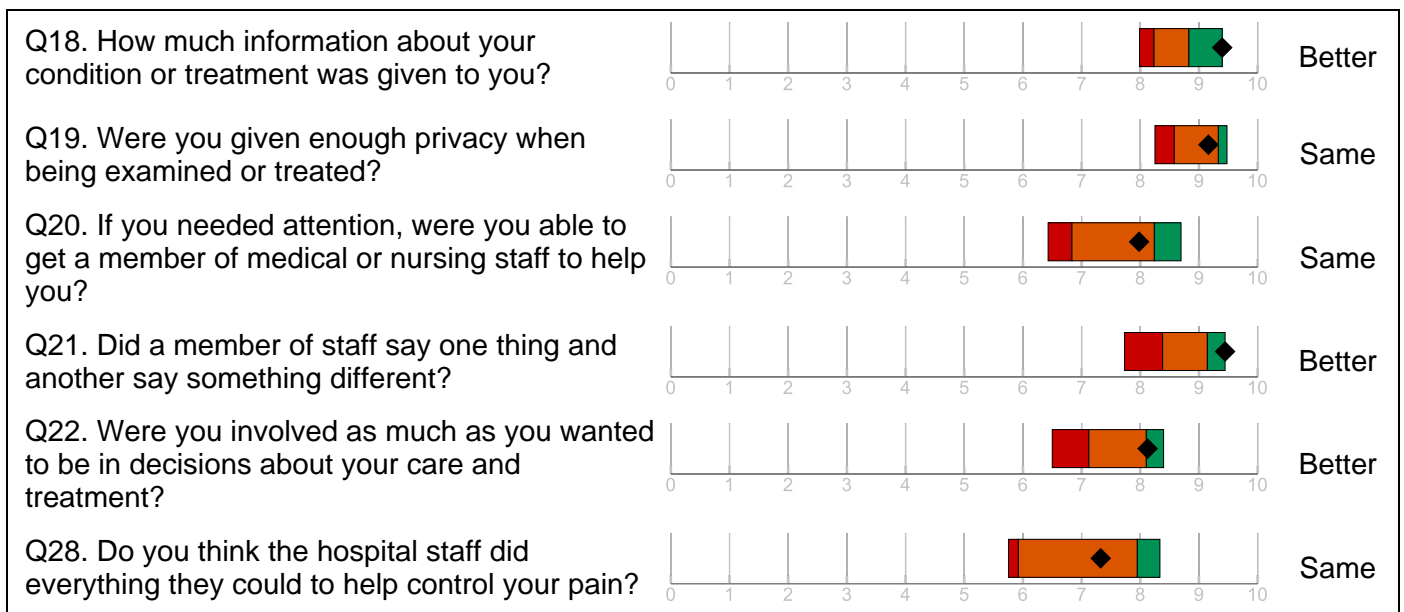 Q18. How much information about your
condition or treatment was given to you?
0 1 2 3 4 5 6 7 8 9 10
Better
Q19. Were you given enough privacy when
being examined or treated?
0 1 2 3 4 5 6 7 8 9 10
Same
Q20. If you needed attention, were you able to
get a member of medical or nursing staff to help
you?
0 1 2 3 4 5 6 7 8 9 10
Same
Q21. Did a member of staff say one thing and
another say something different?
0 1 2 3 4 5 6 7 8 9 10
Better
Q22. Were you involved as much as you wanted
to be in decisions about your care and
treatment?
0 1 2 3 4 5 6 7 8 9 10
Better
Q28. Do you think the hospital staff did
everything they could to help control your pain?
0 1 2 3 4 5 6 7 8 9 10
Same